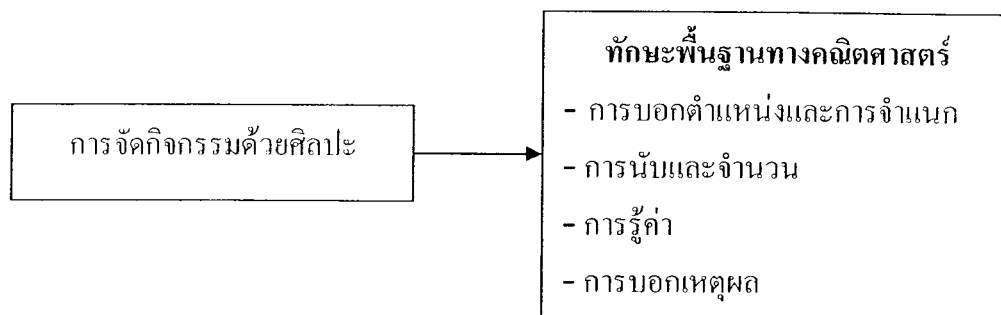 การจัดกิจกรรมด้วยศิลปะ
ทักษะพื้นฐานทางคณิตศาสตร์
- การบอกตำแหน่งและการจำแนก
- การนับและจำนวน
- การรู้ค่า
- การบอกเหตุผล